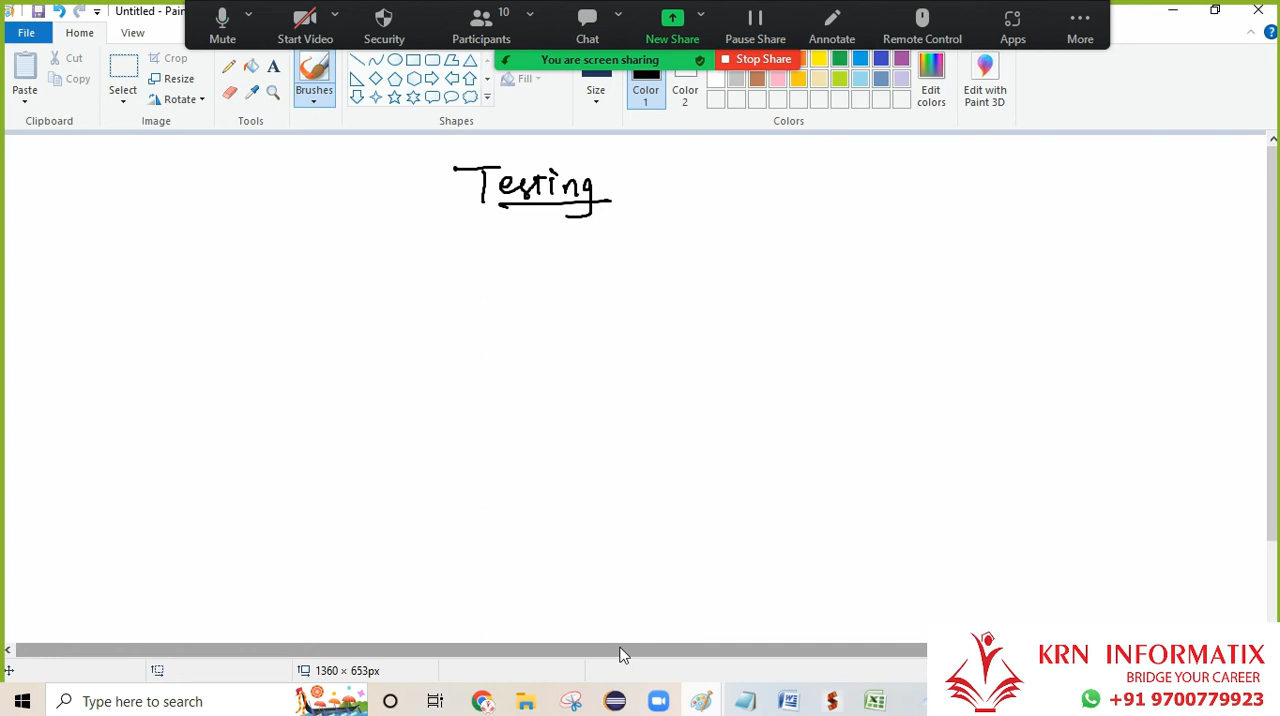 Untitled - Pai
Mute
Start Video
Security
10
Participants
Chat
New Share
Pause Share
Annotate
Remote Control
Apps
More
You are screen sharing
Stop Share
File
Home
View
Paste
Cut
Copy
Clipboard
Select
Crop
Resize
Rotate
Image
Tools
Brushes
Fill
Shapes
Size
Color 1
Color 2
Edit colors
Edit with Paint 3D
Colors
Testing
1360 × 653px
Type here to search
KRN INFORMATIX
BRIDGE YOUR CAREER
+91 9700779923